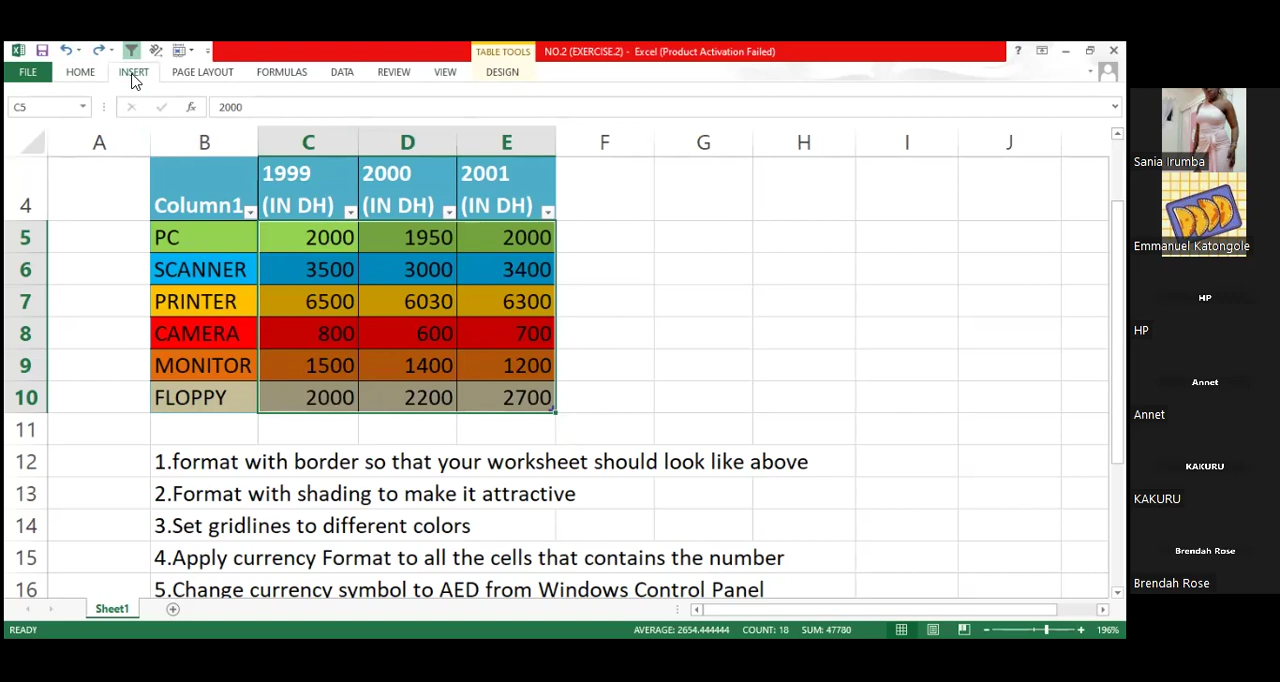 TABLE TOOLS
NO.2 (EXERCISE.2) - Excel (Product Activation Failed)
FILE HOME INSERT PAGE LAYOUT FORMULAS DATA REVIEW VIEW DESIGN
C5 fx 2000
A B C D E F G H I J
4 Column1 1999 (IN DH) 2000 (IN DH) 2001 (IN DH)
5 PC 2000 1950 2000
6 SCANNER 3500 3000 3400
7 PRINTER 6500 6030 6300
8 CAMERA 800 600 700
9 MONITOR 1500 1400 1200
10 FLOPPY 2000 2200 2700
11
12 1.format with border so that your worksheet should look like above
13 2.Format with shading to make it attractive
14 3.Set gridlines to different colors
15 4.Apply currency Format to all the cells that contains the number
16 5.Change currency symbol to AED from Windows Control Panel
Sheet1
READY AVERAGE: 2654.444444 COUNT: 18 SUM: 47780 196%
Sania Irumba
Emmanuel Katongole
HP
HP
Annet
Annet
KAKURU
KAKURU
Brendah Rose
Brendah Rose